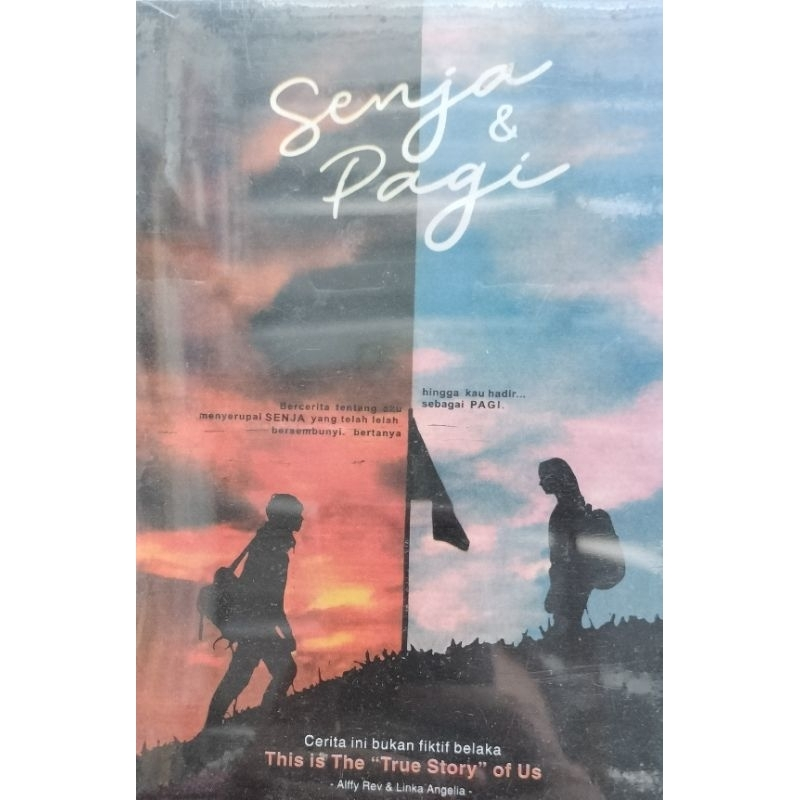 Senja
&
Pagi
Bercerita tentang aku
menyerupai SENJA yang telah lelah
bersembunyi. bertanya
hingga kau hadir...
sebagai PAGI.
Cerita ini bukan fiktif belaka
This is The “True Story” of Us
- Alffy Rev & Linka Angelia -